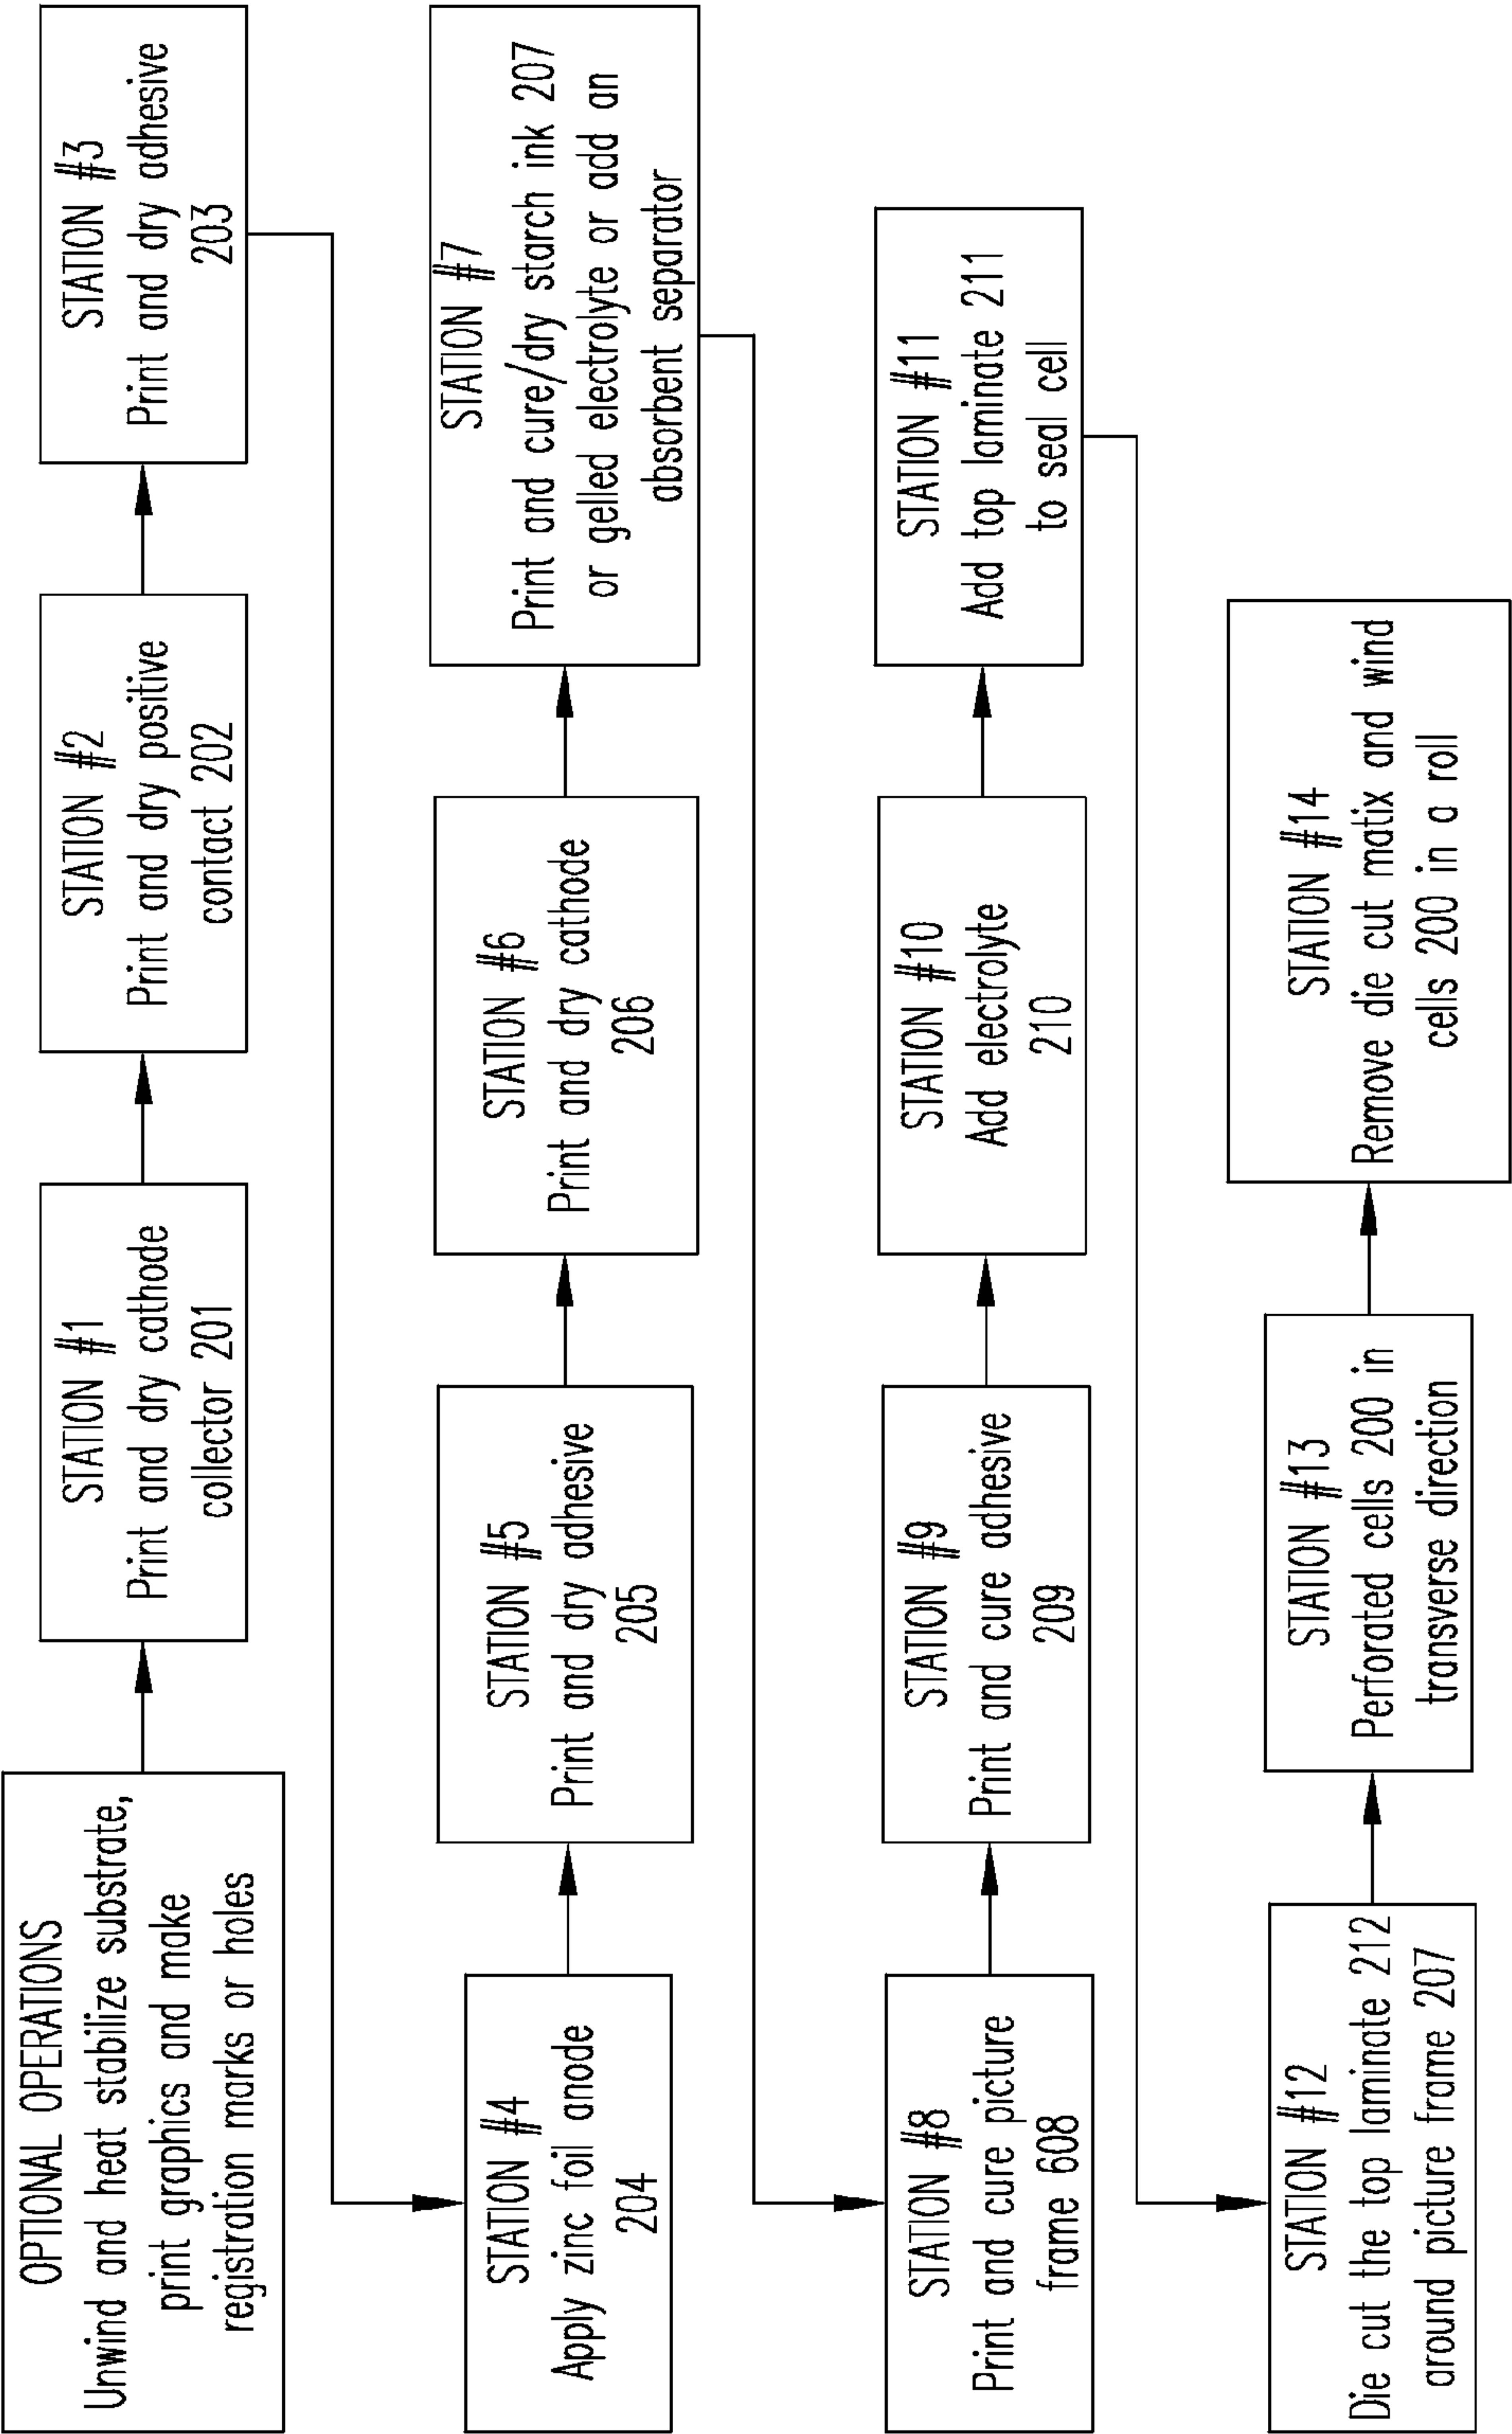 OPTIONAL OPERATIONS
Unwind and heat stabilize substrate,
print graphics and make
registration marks or holes
STATION #1
Print and dry cathode
collector 201
STATION #2
Print and dry positive
contact 202
STATION #3
Print and dry adhesive
203
STATION #4
Apply zinc foil anode
204
STATION #5
Print and dry adhesive
205
STATION #6
Print and dry cathode
206
STATION #7
Print and cure/dry starch ink 207
or gelled electrolyte or add an
absorbent separator
STATION #8
Print and cure picture
frame 608
STATION #9
Print and cure adhesive
209
STATION #10
Add electrolyte
210
STATION #11
Add top laminate 211
to seal cell
STATION #12
Die cut the top laminate 212
around picture frame 207
STATION #13
Perforated cells 200 in
transverse direction
STATION #14
Remove die cut matix and wind
cells 200 in a roll